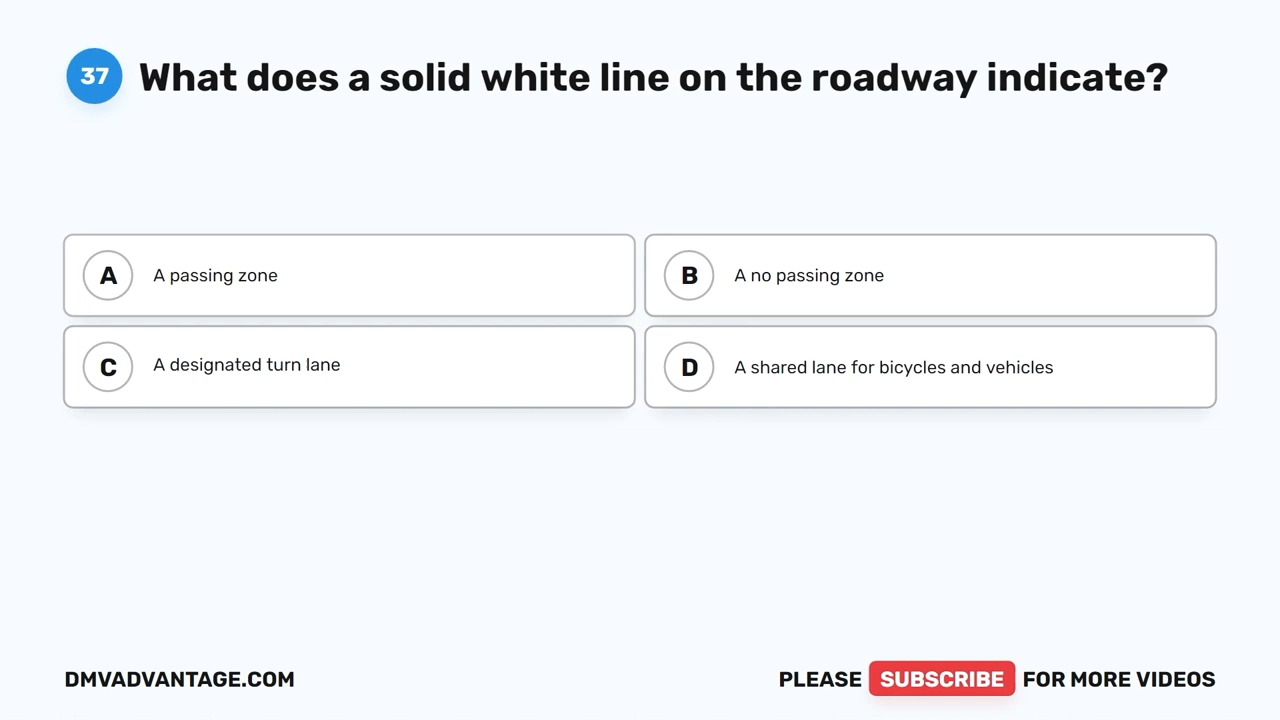 37 What does a solid white line on the roadway indicate?
A A passing zone
B A no passing zone
C A designated turn lane
D A shared lane for bicycles and vehicles
DMVADVANTAGE.COM
PLEASE SUBSCRIBE FOR MORE VIDEOS